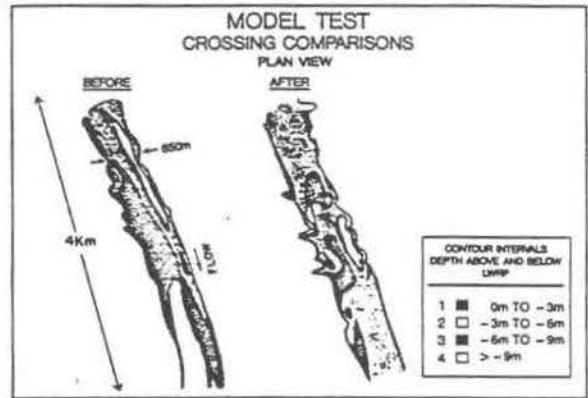 MODEL TEST
CROSSING COMPARISONS
PLAN VIEW
BEFORE
AFTER
850m
4Km
FLOW
CONTOUR INTERVALS
DEPTH ABOVE AND BELOW
LWRP
1 0m TO -3m
2 -3m TO -6m
3 -6m TO -9m
4 > -9m